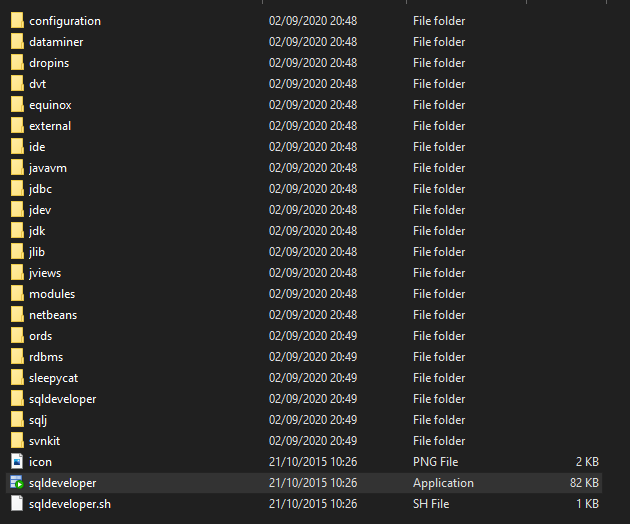 configuration 02/09/2020 20:48 File folder
dataminer 02/09/2020 20:48 File folder
dropins 02/09/2020 20:48 File folder
dvt 02/09/2020 20:48 File folder
equinox 02/09/2020 20:48 File folder
external 02/09/2020 20:48 File folder
ide 02/09/2020 20:48 File folder
javavm 02/09/2020 20:48 File folder
jdbc 02/09/2020 20:48 File folder
jdev 02/09/2020 20:48 File folder
jdk 02/09/2020 20:48 File folder
jlib 02/09/2020 20:48 File folder
jviews 02/09/2020 20:48 File folder
modules 02/09/2020 20:48 File folder
netbeans 02/09/2020 20:48 File folder
ords 02/09/2020 20:49 File folder
rdbms 02/09/2020 20:49 File folder
sleepycat 02/09/2020 20:49 File folder
sqldeveloper 02/09/2020 20:49 File folder
sqlj 02/09/2020 20:49 File folder
svnkit 02/09/2020 20:49 File folder
icon 21/10/2015 10:26 PNG File 2 KB
sqldeveloper 21/10/2015 10:26 Application 82 KB
sqldeveloper.sh 21/10/2015 10:26 SH File 1 KB